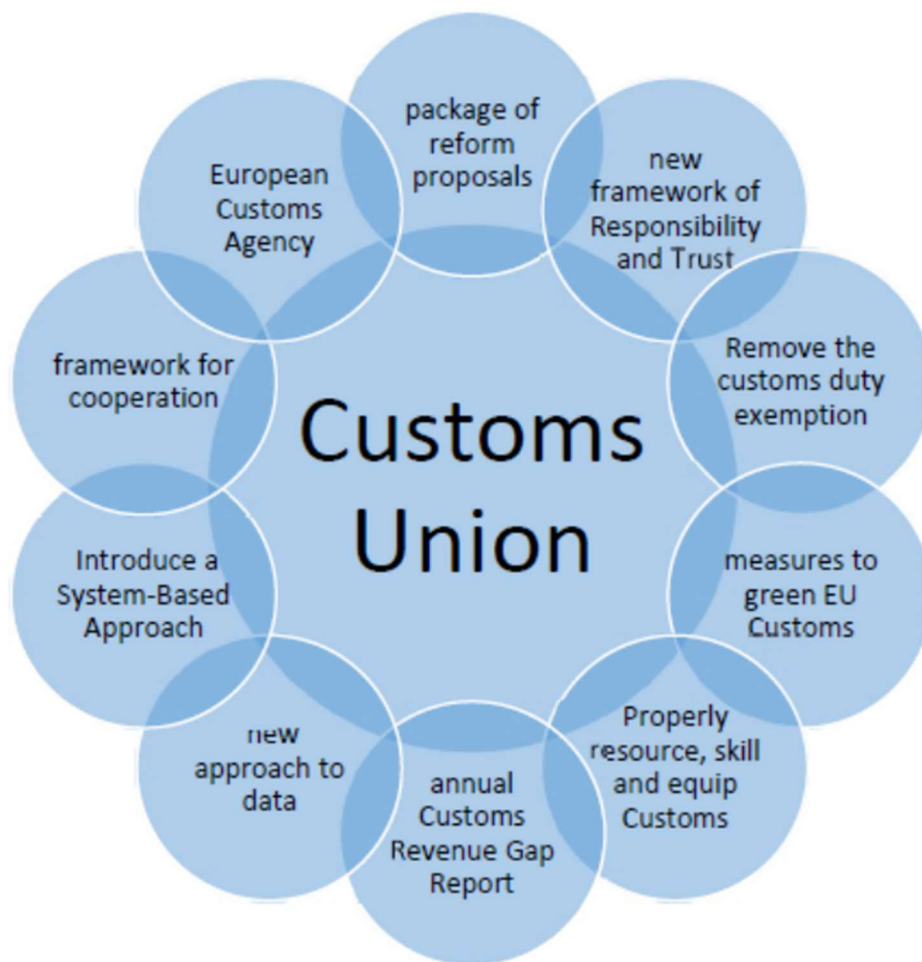 package of
reform
proposals
new
framework of
Responsibility
and Trust
Remove the
customs duty
exemption
measures to
green EU
Customs
Properly
resource, skill
and equip
Customs
annual
Customs
Revenue Gap
Report
new
approach to
data
Introduce a
System-Based
Approach
framework for
cooperation
European
Customs
Agency
Customs
Union